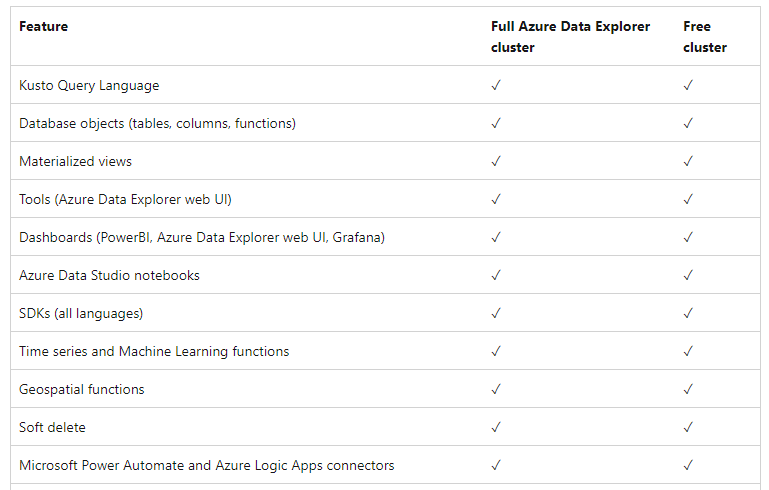 Feature Full Azure Data Explorer cluster Free cluster
Kusto Query Language ✓ ✓
Database objects (tables, columns, functions) ✓ ✓
Materialized views ✓ ✓
Tools (Azure Data Explorer web UI) ✓ ✓
Dashboards (PowerBI, Azure Data Explorer web UI, Grafana) ✓ ✓
Azure Data Studio notebooks ✓ ✓
SDKs (all languages) ✓ ✓
Time series and Machine Learning functions ✓ ✓
Geospatial functions ✓ ✓
Soft delete ✓ ✓
Microsoft Power Automate and Azure Logic Apps connectors ✓ ✓